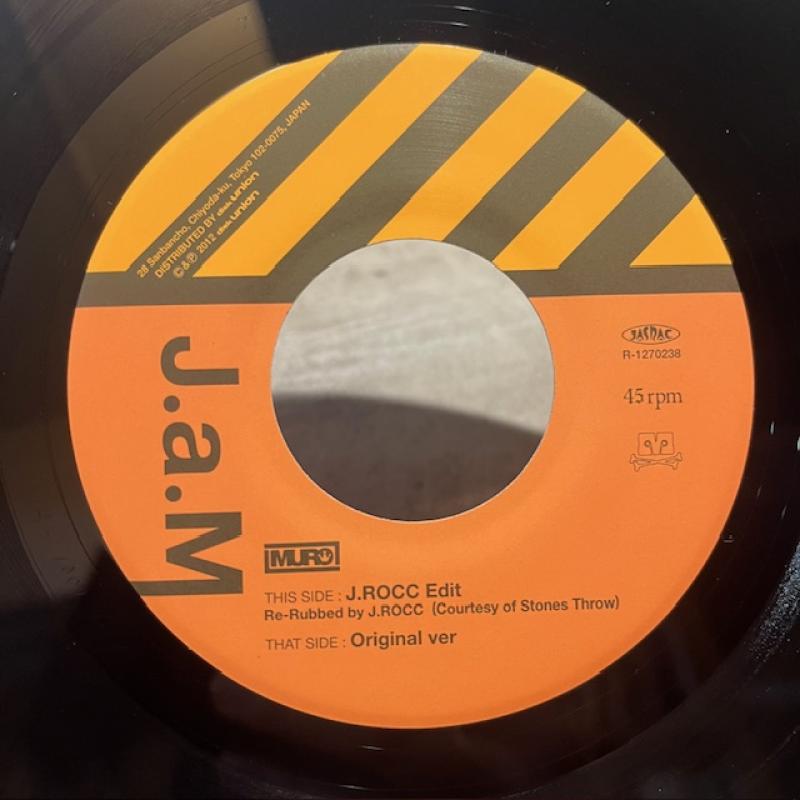 28 Sanbancho, Chiyoda-ku, Tokyo 102-0075, JAPAN
DISTRIBUTED BY disk union
©&℗ 2012 disk union
JASRAC
R-1270238
45 rpm
J.a.M
MURO
THIS SIDE : J.ROCC Edit
Re-Rubbed by J.ROCC (Courtesy of Stones Throw)
THAT SIDE : Original ver